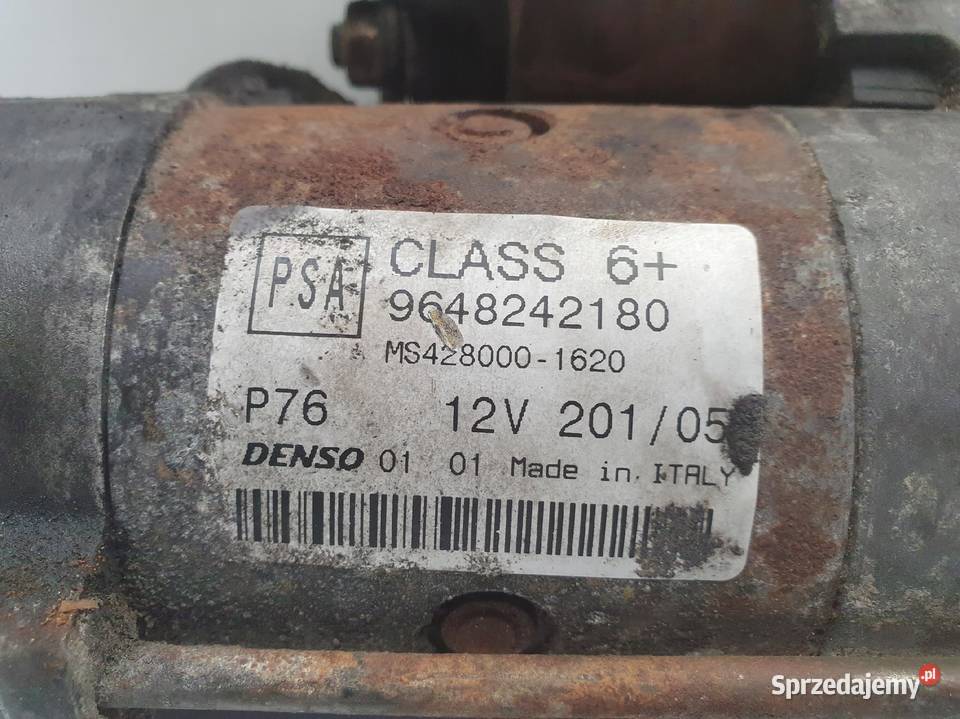 PSA
CLASS 6+
9648242180
MS428000-1620
P76 12V 201/05
DENSO 01 01 Made in ITALY
Sprzedajemy.pl